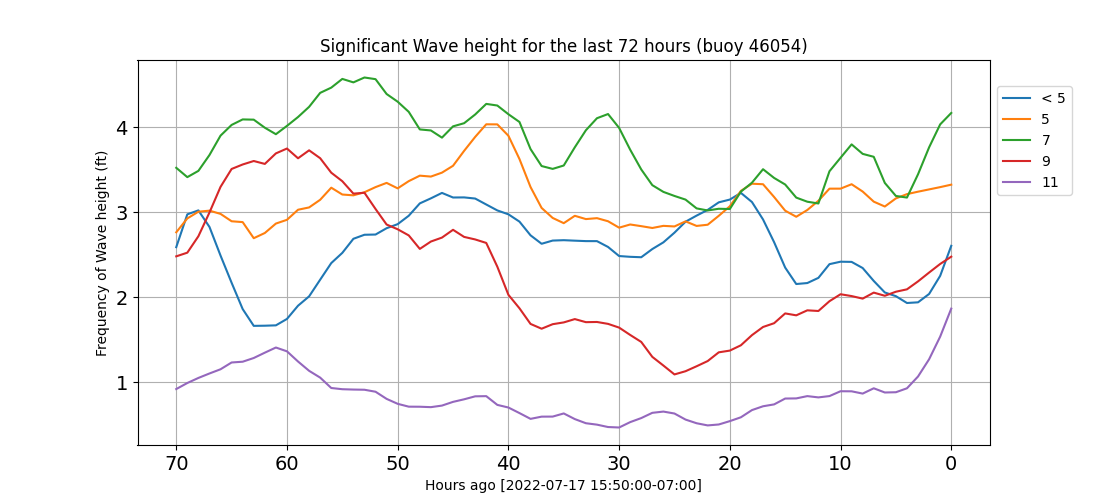 Significant Wave height for the last 72 hours (buoy 46054)
Frequency of Wave height (ft)
4
3
2
1
70 60 50 40 30 20 10 0
Hours ago [2022-07-17 15:50:00-07:00]
< 5
5
7
9
11